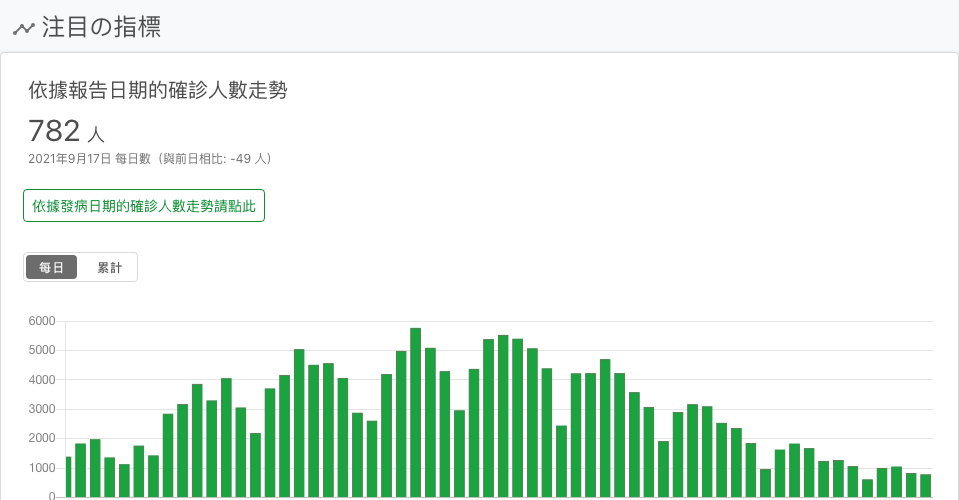 注目の指標
依據報告日期的確診人數走勢
782 人
2021年9月17日 每日數（與前日相比: -49 人）
依據發病日期的確診人數走勢請點此
每日 累計
6000
5000
4000
3000
2000
1000
0